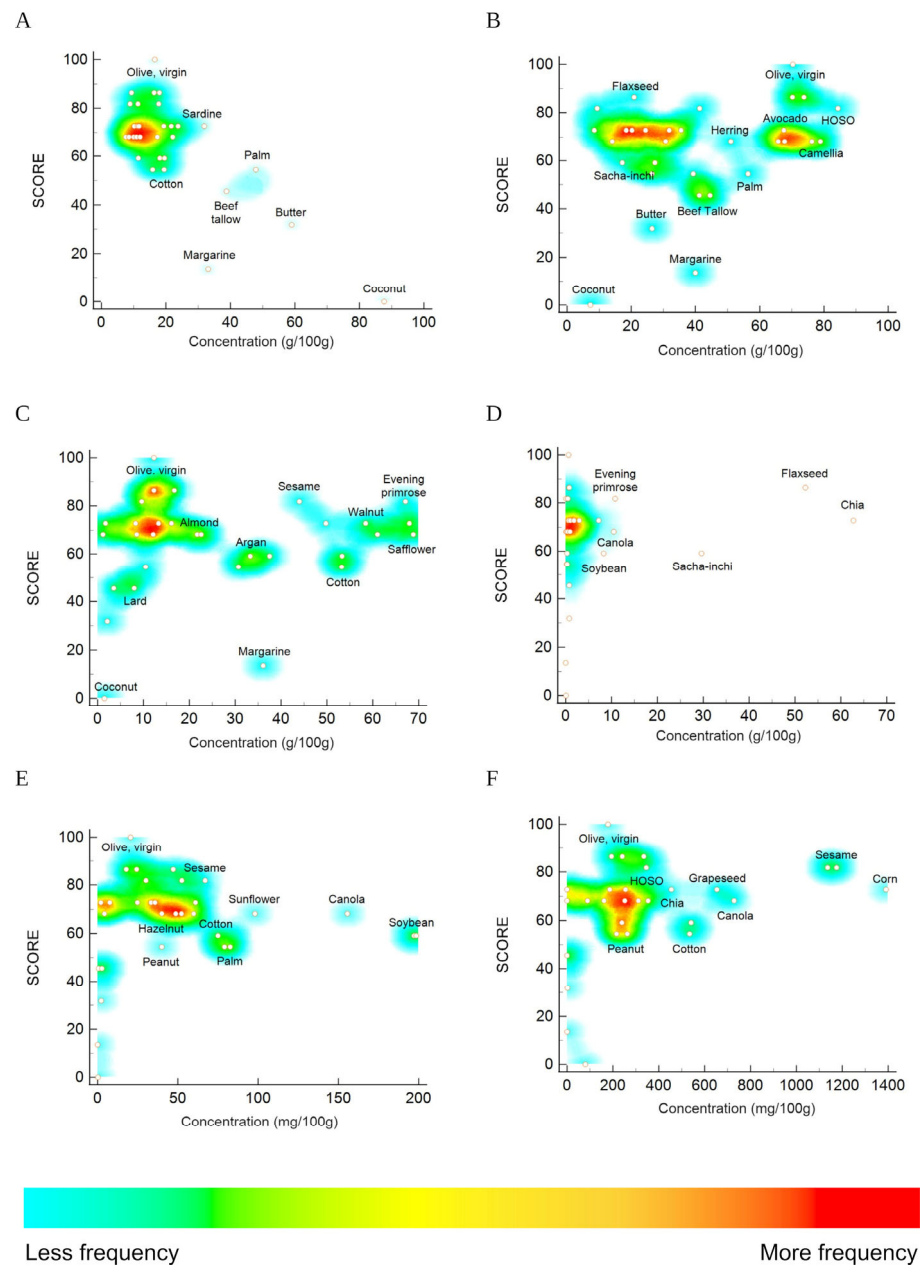 A
B
100
80
60
40
20
0
SCORE
Olive, virgin
Sardine
Cotton
Palm
Beef
tallow
Butter
Margarine
Coconut
0 20 40 60 80 100
Concentration (g/100g)
100
80
60
40
20
0
SCORE
Olive, virgin
Flaxseed
HOSO
Avocado
Herring
Camellia
Sacha-inchi
Palm
Beef Tallow
Butter
Margarine
Coconut
0 20 40 60 80 100
Concentration (g/100g)
C
D
100
80
60
40
20
0
SCORE
Olive. virgin
Sesame
Evening
primrose
Almond
Walnut
Argan
Safflower
Cotton
Lard
Margarine
Coconut
0 10 20 30 40 50 60 70
Concentration (g/100g)
100
80
60
40
20
0
SCORE
Evening
primrose
Flaxseed
Chia
Canola
Soybean
Sacha-inchi
0 10 20 30 40 50 60 70
Concentration (g/100g)
E
F
100
80
60
40
20
0
SCORE
Olive, virgin
Sesame
Sunflower
Canola
Hazelnut
Cotton
Soybean
Peanut
Palm
0 50 100 150 200
Concentration (mg/100g)
100
80
60
40
20
0
SCORE
Olive, virgin
Sesame
HOSO
Grapeseed
Corn
Chia
Canola
Peanut
Cotton
0 200 400 600 800 1000 1200 1400
Concentration (mg/100g)
Less frequency
More frequency